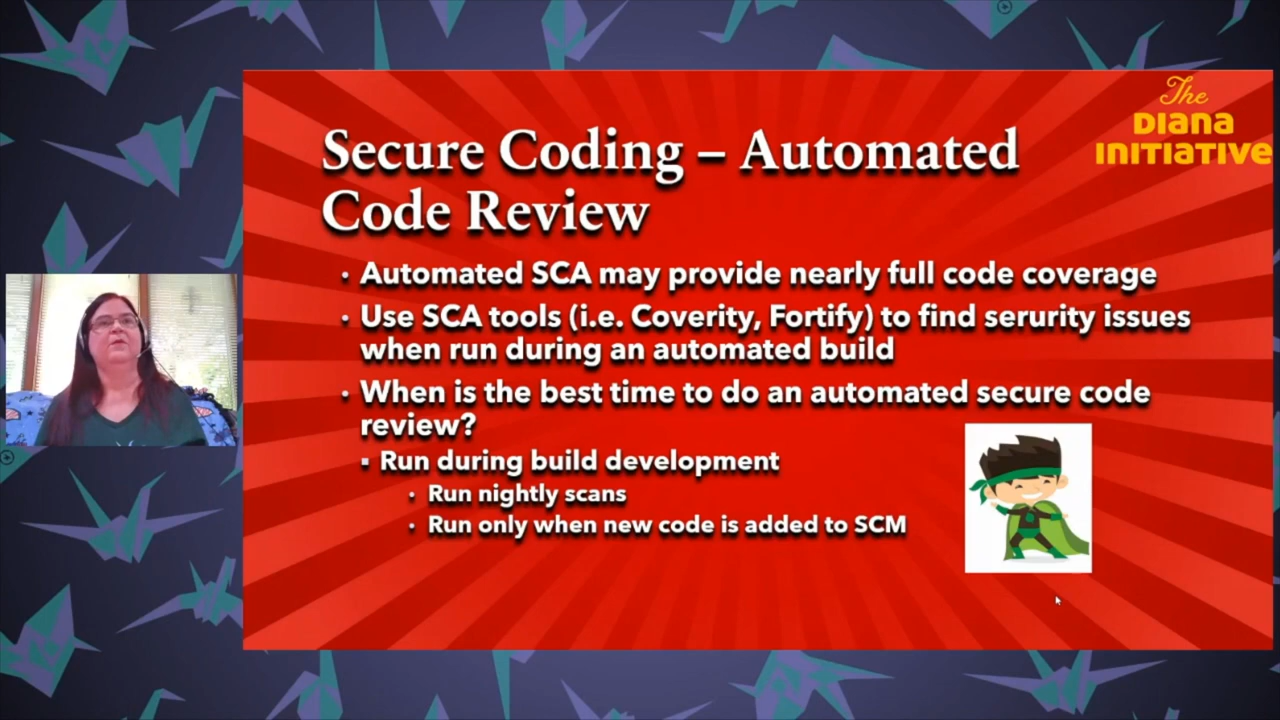 The
DIANA
INITIATIVE
Secure Coding – Automated
Code Review
• Automated SCA may provide nearly full code coverage
• Use SCA tools (i.e. Coverity, Fortify) to find serurity issues
when run during an automated build
• When is the best time to do an automated secure code
review?
▪ Run during build development
• Run nightly scans
• Run only when new code is added to SCM